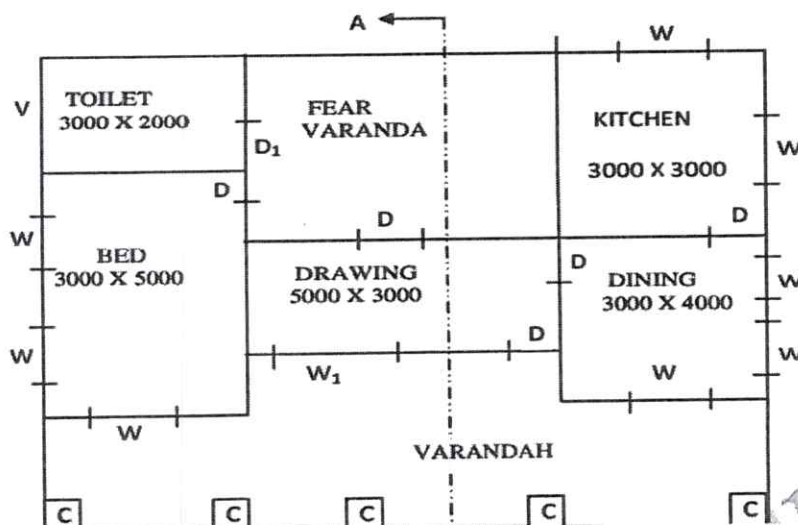 A
W
TOILET
3000 X 2000
V
FEAR
VARANDA
KITCHEN
3000 X 3000
D₁
W
D
D
D
W
BED
3000 X 5000
DRAWING
5000 X 3000
D
DINING
3000 X 4000
W
W
W₁
D
W
W
W
VARANDAH
C
C
C
C
C